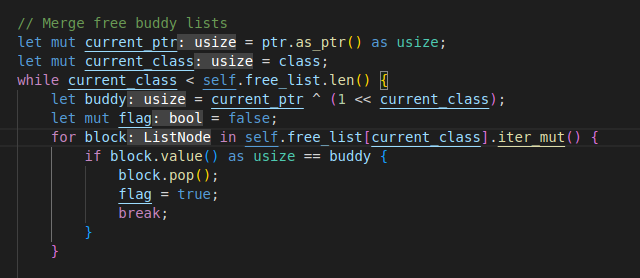 // Merge free buddy lists
let mut current_ptr: usize = ptr.as_ptr() as usize;
let mut current_class: usize = class;
while current_class < self.free_list.len() {
    let buddy: usize = current_ptr ^ (1 << current_class);
    let mut flag: bool = false;
    for block: ListNode in self.free_list[current_class].iter_mut() {
        if block.value() as usize == buddy {
            block.pop();
            flag = true;
            break;
        }
    }